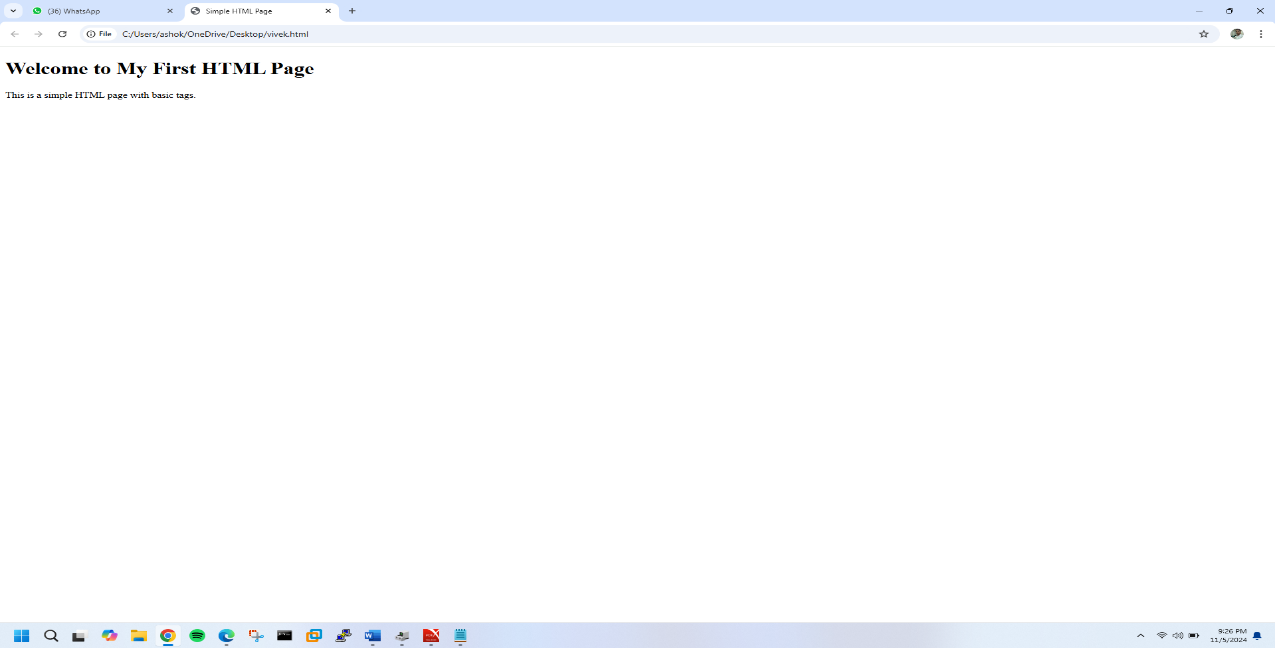 (36) WhatsApp
Simple HTML Page
File
C:/Users/ashok/OneDrive/Desktop/vivek.html
Welcome to My First HTML Page
This is a simple HTML page with basic tags.
9:26 PM
11/5/2024